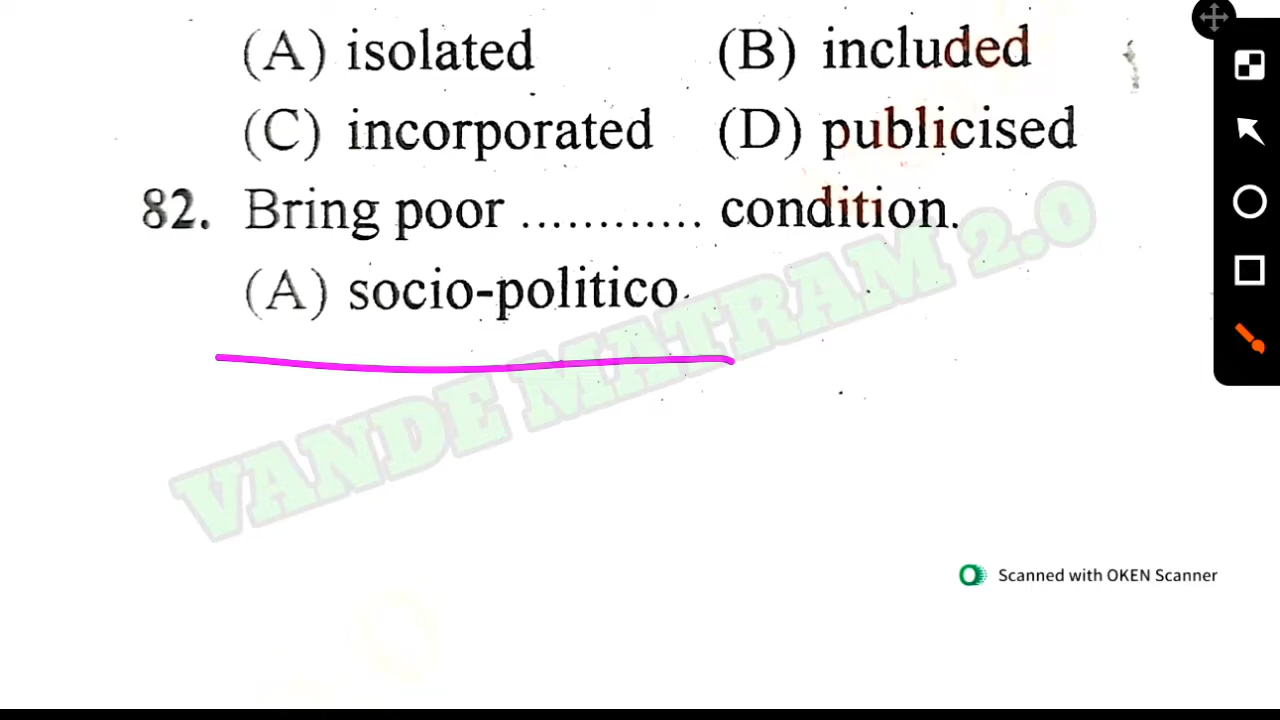 (A) isolated (B) included
(C) incorporated (D) publicised
82. Bring poor ............ condition.
(A) socio-politico
VANDE MATRAM 2.0
Scanned with OKEN Scanner